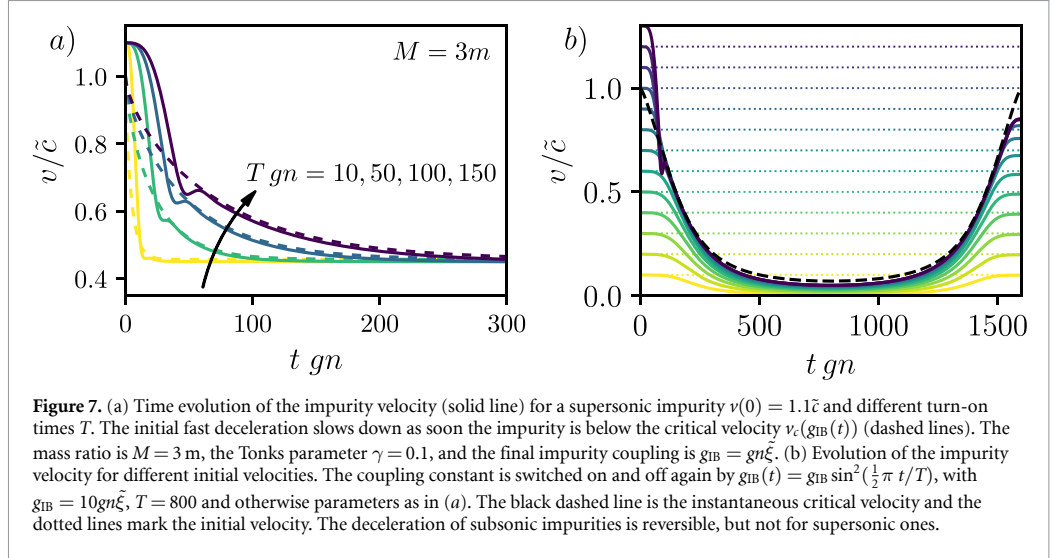 a)
M = 3m
1.0
0.8
0.6
0.4
v/c̃
T gn = 10, 50, 100, 150
0
100
200
300
t gn
b)
1.0
0.5
0.0
v/c̃
0
500
1000
1500
t gn
Figure 7. (a) Time evolution of the impurity velocity (solid line) for a supersonic impurity v(0) = 1.1c̃ and different turn-on
times T. The initial fast deceleration slows down as soon the impurity is below the critical velocity v_c(g_IB(t)) (dashed lines). The
mass ratio is M = 3 m, the Tonks parameter γ = 0.1, and the final impurity coupling is g_IB = gnξ̃. (b) Evolution of the impurity
velocity for different initial velocities. The coupling constant is switched on and off again by g_IB(t) = g_IB sin²(½π t/T), with
g_IB = 10gnξ̃, T = 800 and otherwise parameters as in (a). The black dashed line is the instantaneous critical velocity and the
dotted lines mark the initial velocity. The deceleration of subsonic impurities is reversible, but not for supersonic ones.